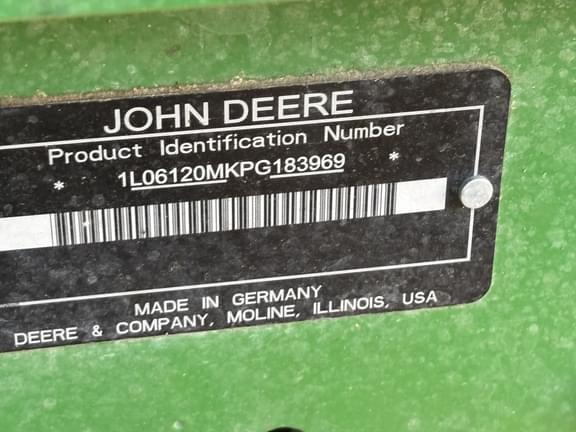 JOHN DEERE
Product Identification Number
* 1L06120MKPG183969 *
MADE IN GERMANY
DEERE & COMPANY, MOLINE, ILLINOIS, USA